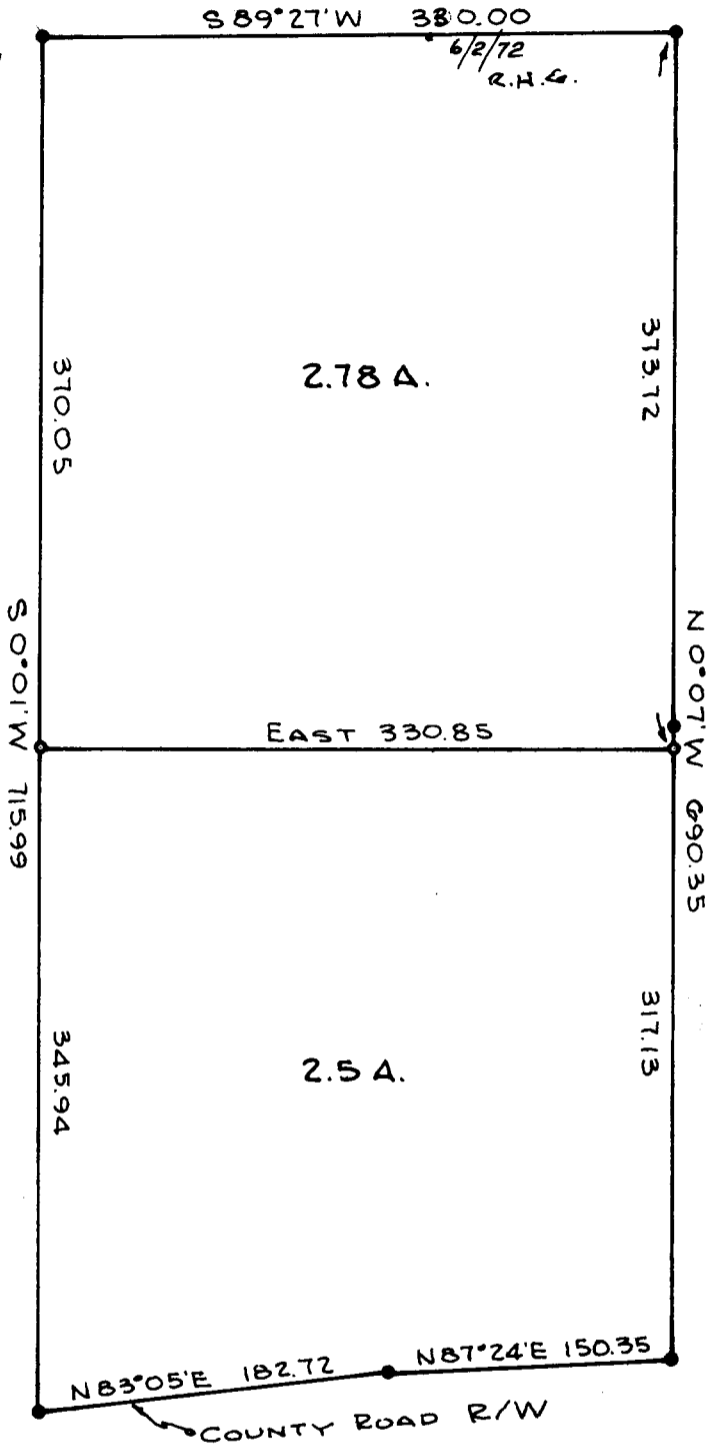 S 89°27'W 330.00
6/2/72
R.H.G.
2.78 A.
370.05
373.72
S 0°01'W 715.99
N 0°07'W 690.35
EAST 330.85
345.94
317.13
2.5 A.
N 83°05'E 182.72
N 87°24'E 150.35
COUNTY ROAD R/W